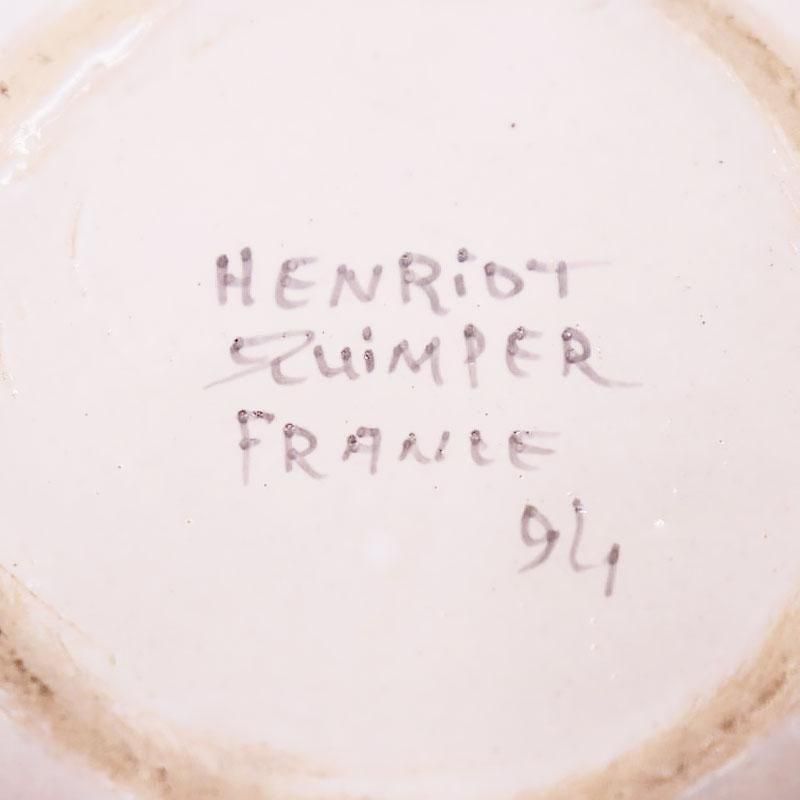 HENRiOT
QUiMPER
FRANCE
94